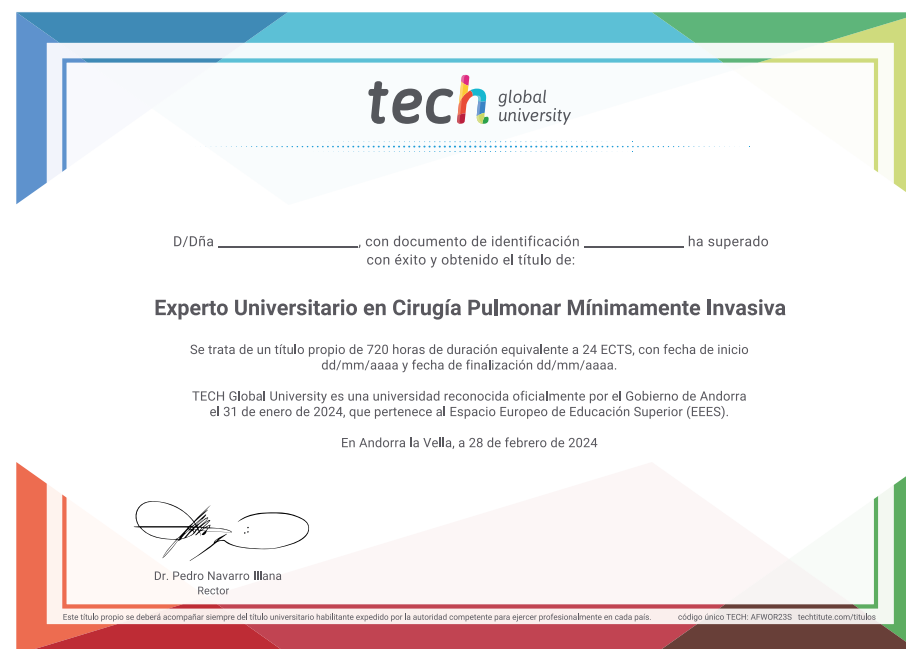 tech global university
D/Dña ____________________, con documento de identificación ______________ ha superado
con éxito y obtenido el título de:
Experto Universitario en Cirugía Pulmonar Mínimamente Invasiva
Se trata de un título propio de 720 horas de duración equivalente a 24 ECTS, con fecha de inicio
dd/mm/aaaa y fecha de finalización dd/mm/aaaa.
TECH Global University es una universidad reconocida oficialmente por el Gobierno de Andorra
el 31 de enero de 2024, que pertenece al Espacio Europeo de Educación Superior (EEES).
En Andorra la Vella, a 28 de febrero de 2024
Dr. Pedro Navarro Illana
Rector
Este título propio se deberá acompañar siempre del título universitario habilitante expedido por la autoridad competente para ejercer profesionalmente en cada país. código único TECH: AFWOR23S techtitute.com/titulos